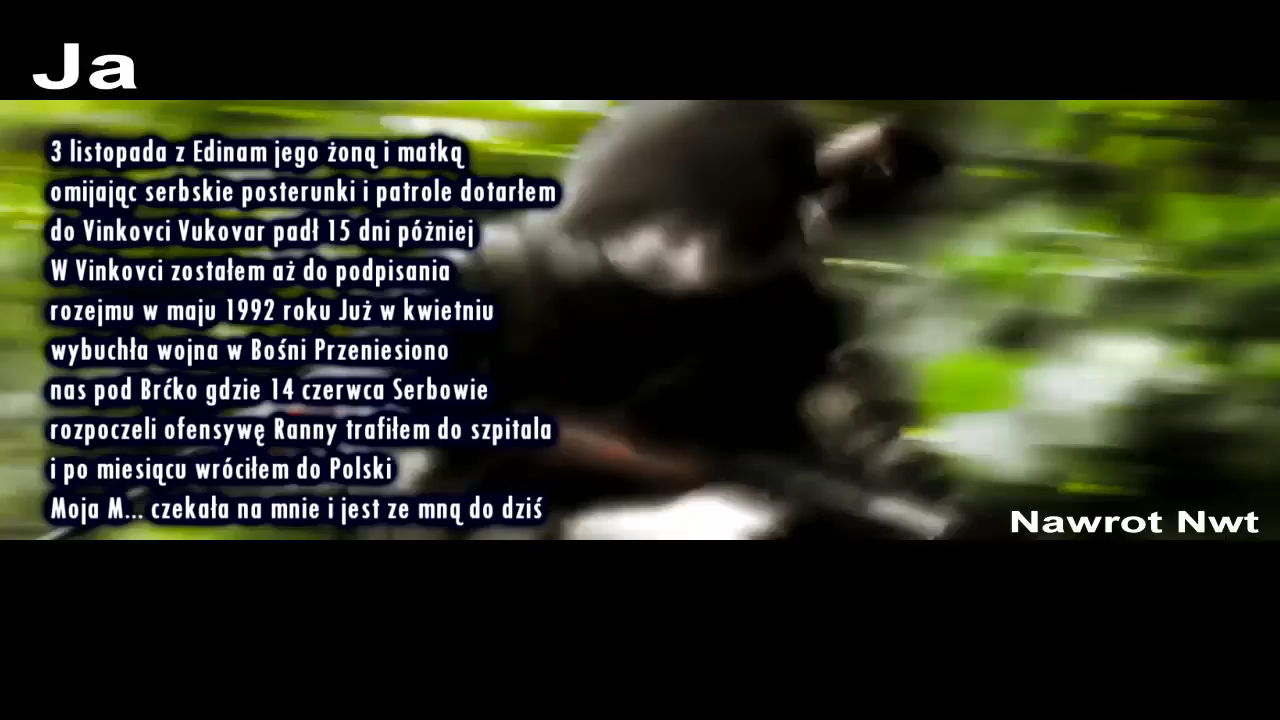 Ja
3 listopada z Edinam jego żoną i matką
omijając serbskie posterunki i patrole dotarłem
do Vinkovci Vukovar padł 15 dni póżniej
W Vinkovci zostałem aż do podpisania
rozejmu w maju 1992 roku Już w kwietniu
wybuchła wojna w Bośni Przeniesiono
nas pod Brćko gdzie 14 czerwca Serbowie
rozpoczeli ofensywę Ranny trafiłem do szpitala
i po miesiącu wróciłem do Polski
Moja M... czekała na mnie i jest ze mną do dziś
Nawrot Nwt